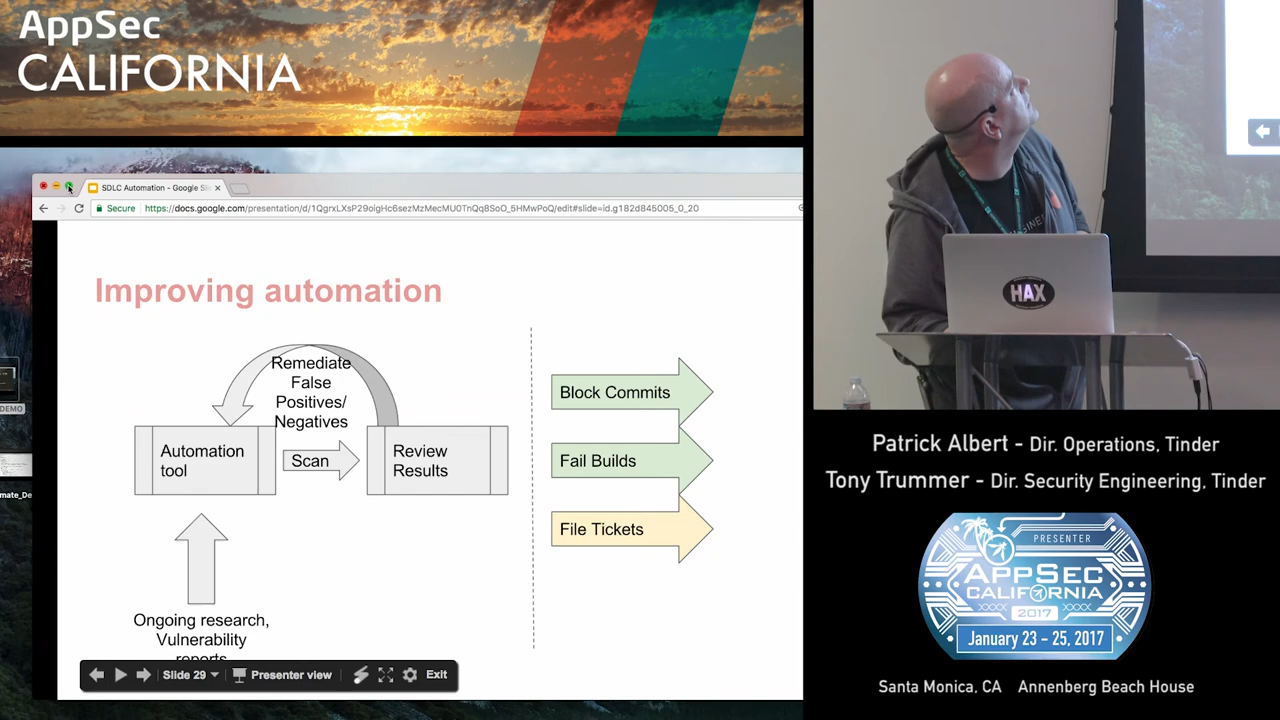 AppSec
CALIFORNIA
SDLC Automation - Google Sli
Secure
https://docs.google.com/presentation/d/1QgrxLXsP29oigHc6sezMzMecMU0TnQq8SoO_5HMwPoQ/edit#slide=id.g182d845005_0_20
Improving automation
Remediate
False
Positives/
Negatives
Automation
tool
Scan
Review
Results
Block Commits
Fail Builds
File Tickets
Ongoing research,
Vulnerability
reports
DEMO
mate_De
Slide 29
Presenter view
Exit
HAX
Patrick Albert - Dir. Operations, Tinder
Tony Trummer - Dir. Security Engineering, Tinder
PRESENTER
APPSEC
CALIFORNIA
2017
January 23 - 25, 2017
Santa Monica, CA Annenberg Beach House